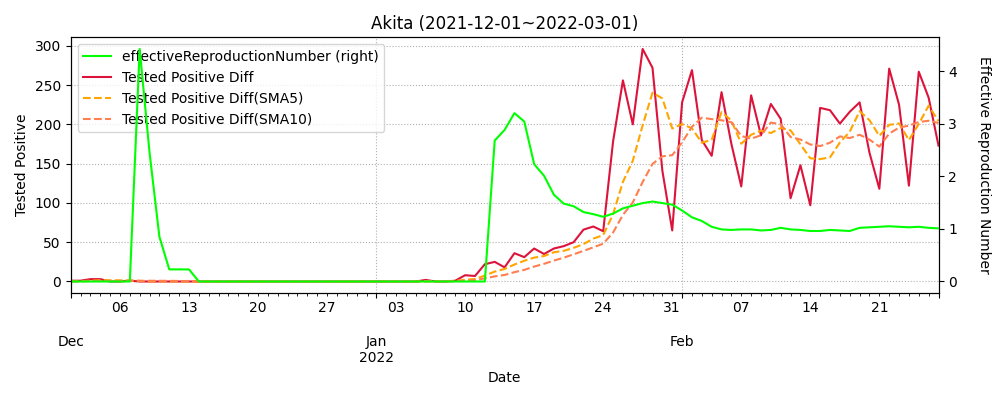 Akita (2021-12-01~2022-03-01)
effectiveReproductionNumber (right)
Tested Positive Diff
Tested Positive Diff(SMA5)
Tested Positive Diff(SMA10)
Tested Positive
300
250
200
150
100
50
0
4
3
2
1
0
Effective Reproduction Number
06 13 20 27 03 10 17 24 31 07 14 21
Dec Jan Feb
2022
Date